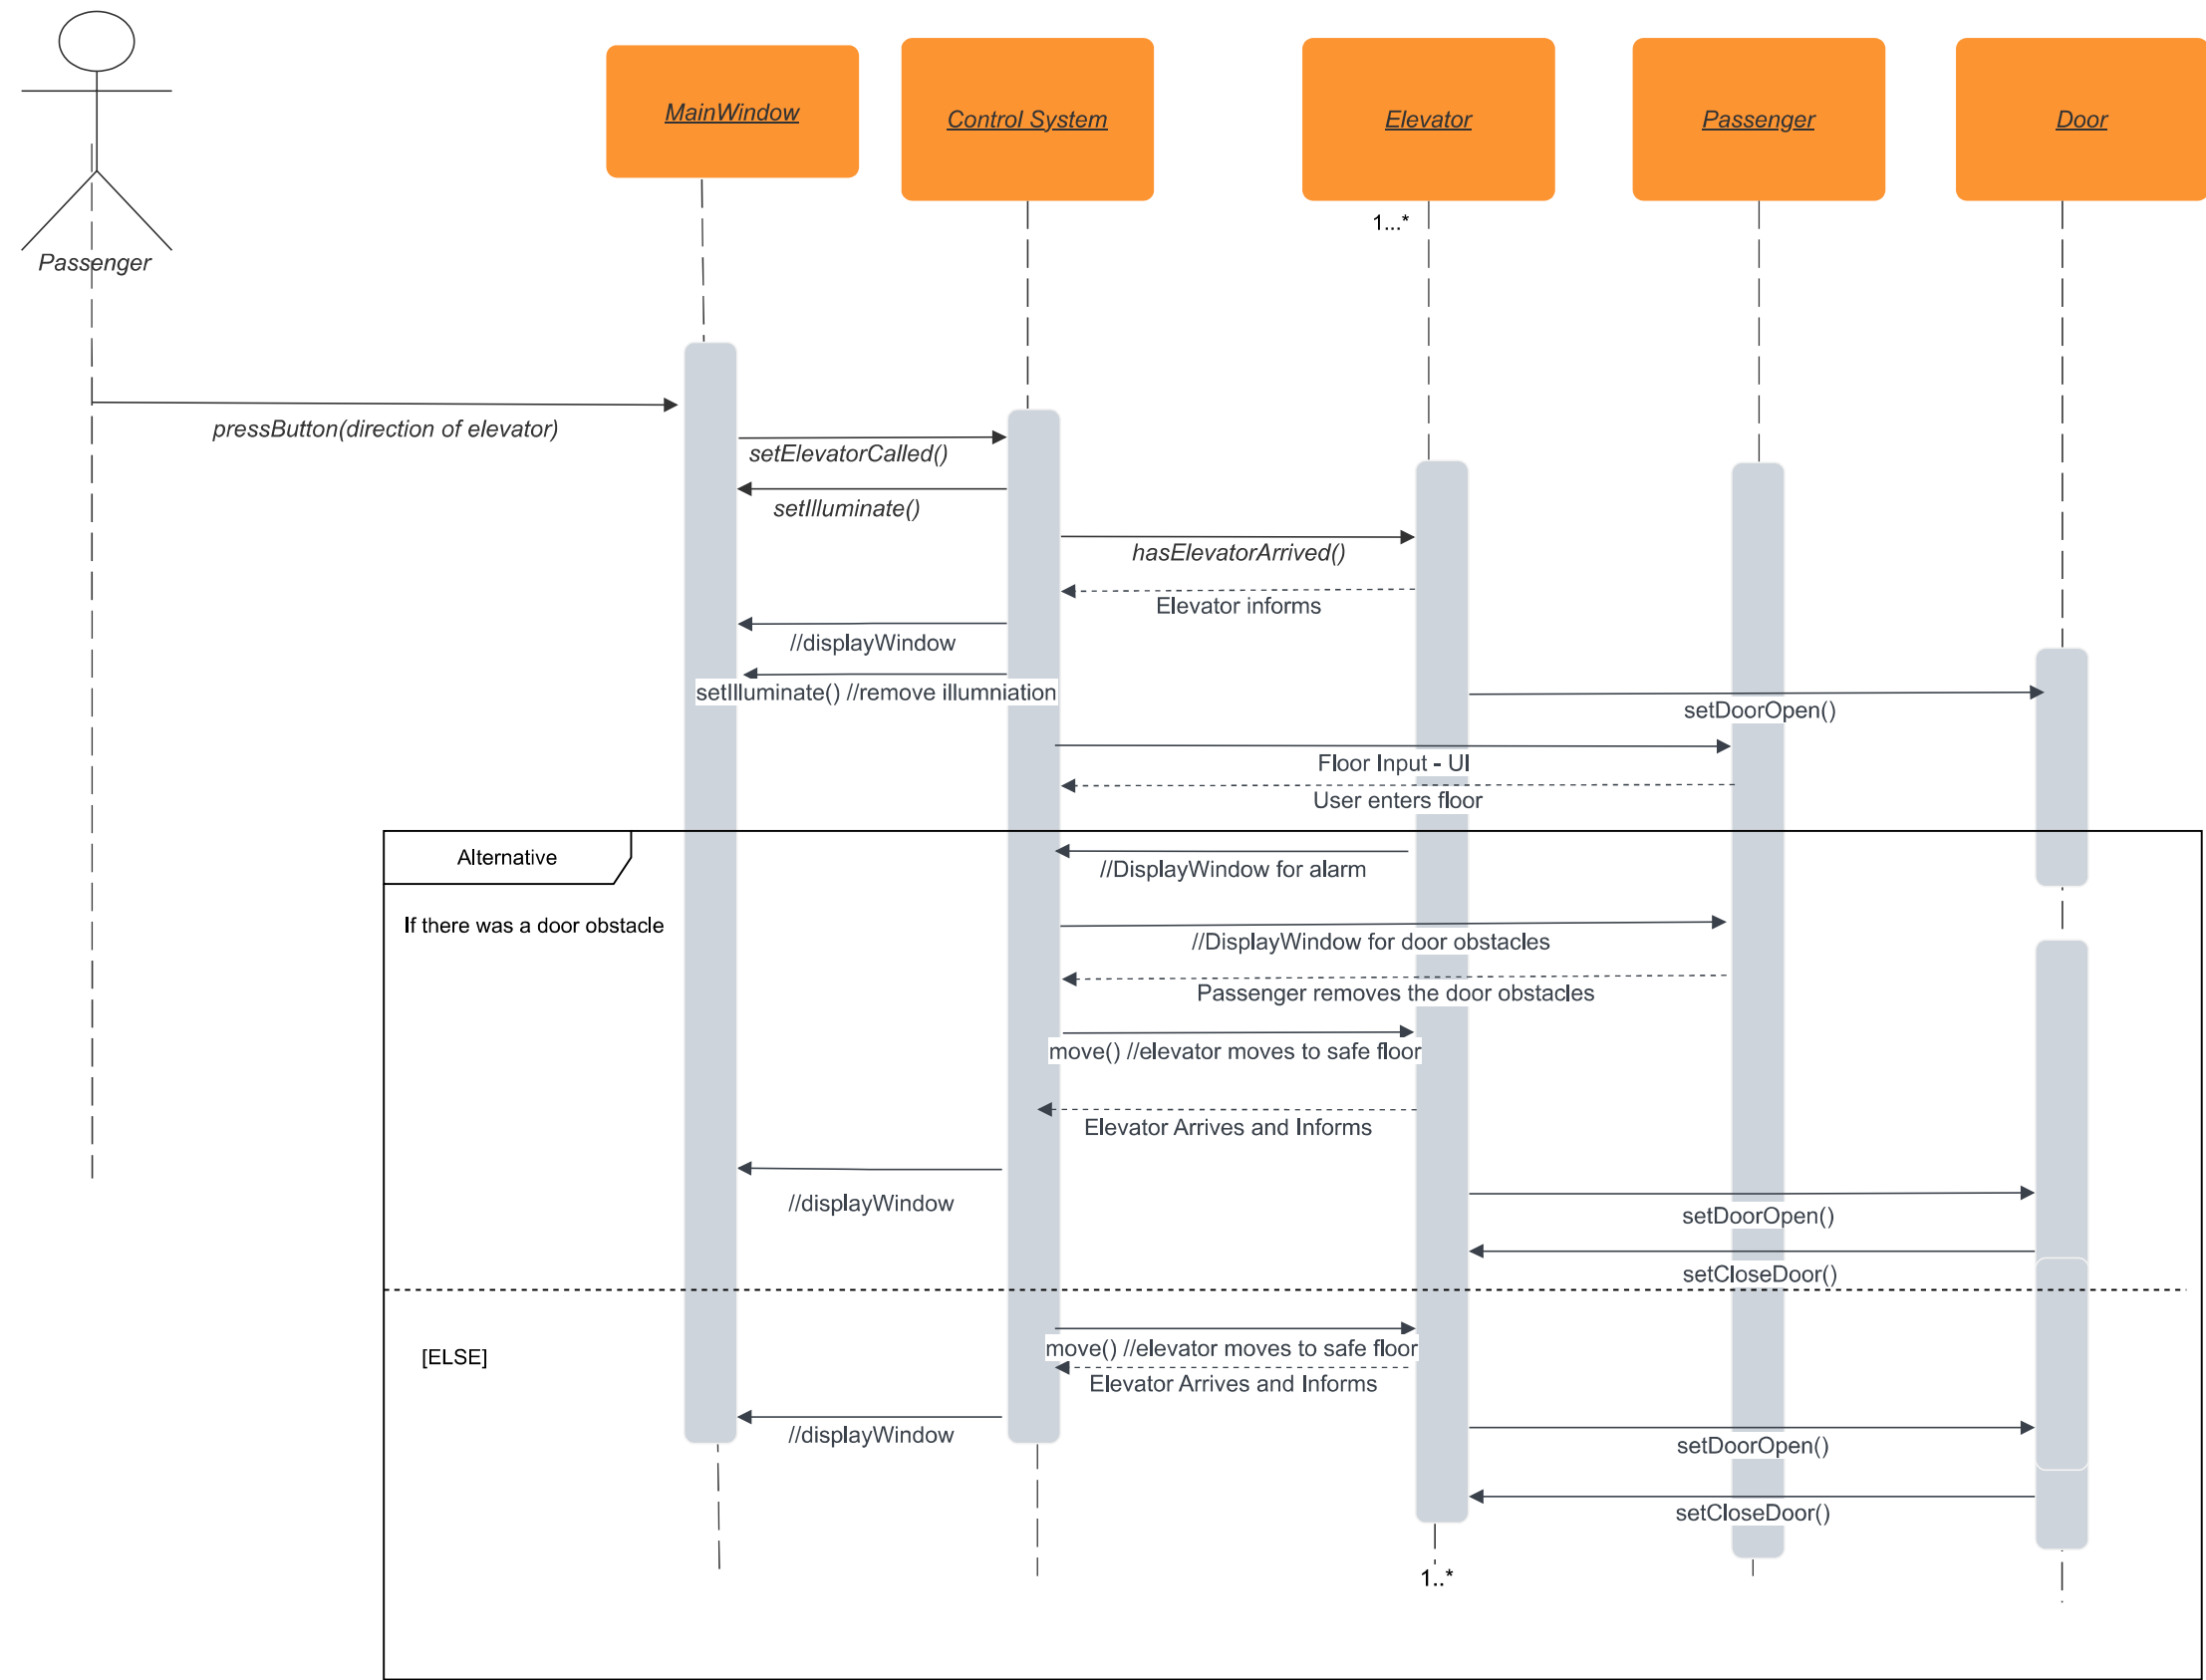 MainWindow
Control System
Elevator
Passenger
Door
1...*
Passenger
pressButton(direction of elevator)
setElevatorCalled()
setIlluminate()
hasElevatorArrived()
Elevator informs
//displayWindow
setIlluminate() //remove illumniation
setDoorOpen()
Floor Input - UI
User enters floor
Alternative
//DisplayWindow for alarm
If there was a door obstacle
//DisplayWindow for door obstacles
Passenger removes the door obstacles
move() //elevator moves to safe floor
Elevator Arrives and Informs
//displayWindow
setDoorOpen()
setCloseDoor()
move() //elevator moves to safe floor
[ELSE]
Elevator Arrives and Informs
//displayWindow
setDoorOpen()
setCloseDoor()
1..*